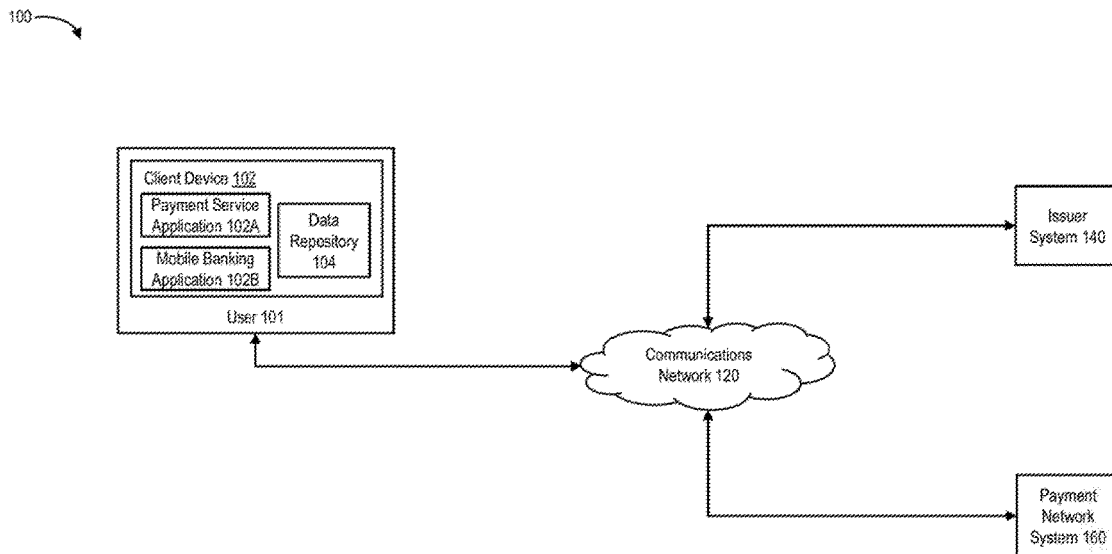 100
Client Device 102
Payment Service
Application 102A
Data
Repository
104
Mobile Banking
Application 102B
User 101
Issuer
System 140
Communications
Network 120
Payment
Network
System 160